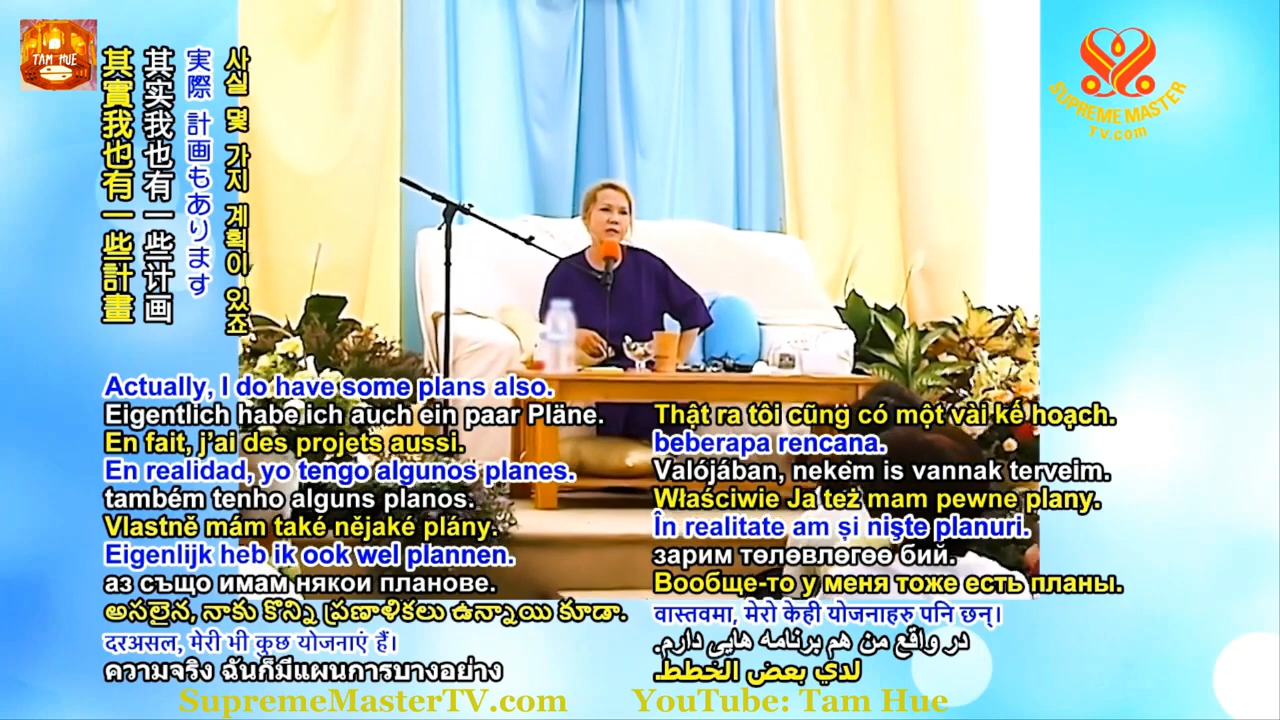 TAM HUE
其實我也有一些計畫
其实我也有一些计画
実際 計画もあります
사실 몇 가지 계획이 있죠
SUPREME MASTER
TV.com
Actually, I do have some plans also.
Eigentlich habe ich auch ein paar Pläne.
En fait, j'ai des projets aussi.
En realidad, yo tengo algunos planes.
também tenho alguns planos.
Vlastně mám také nějaké plány.
Eigenlijk heb ik ook wel plannen.
аз също имам някои планове.
అసలైన, నాకు కొన్ని ప్రణాళికలు ఉన్నాయి కూడా.
दरअसल, मेरी भी कुछ योजनाएं हैं।
ความจริง ฉันก็มีแผนการบางอย่าง
Thật ra tôi cũng có một vài kế hoạch.
beberapa rencana.
Valójában, nekem is vannak terveim.
Właściwie Ja też mam pewne plany.
În realitate am și niște planuri.
зарим төлөвлөгөө бий.
Вообще-то у меня тоже есть планы.
वास्तवमा, मेरो केही योजनाहरु पनि छन्।
در واقع من هم برنامه هایی دارم.
لدي بعض الخطط.
SupremeMasterTV.com
YouTube: Tam Hue